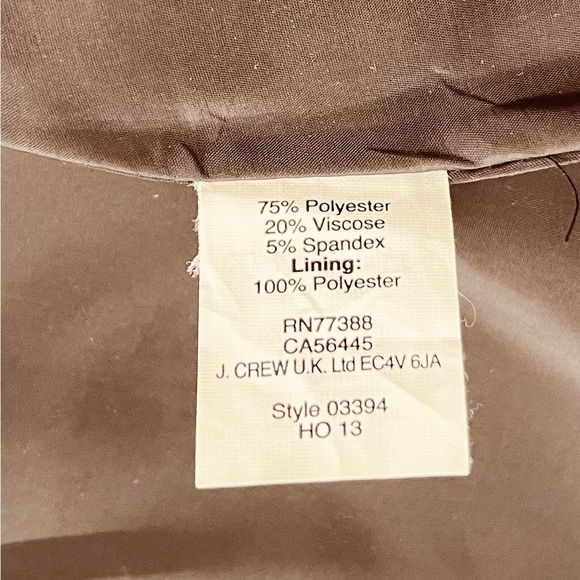 75% Polyester
20% Viscose
5% Spandex
Lining:
100% Polyester
RN77388
CA56445
J. CREW U.K. Ltd EC4V 6JA
Style 03394
HO 13